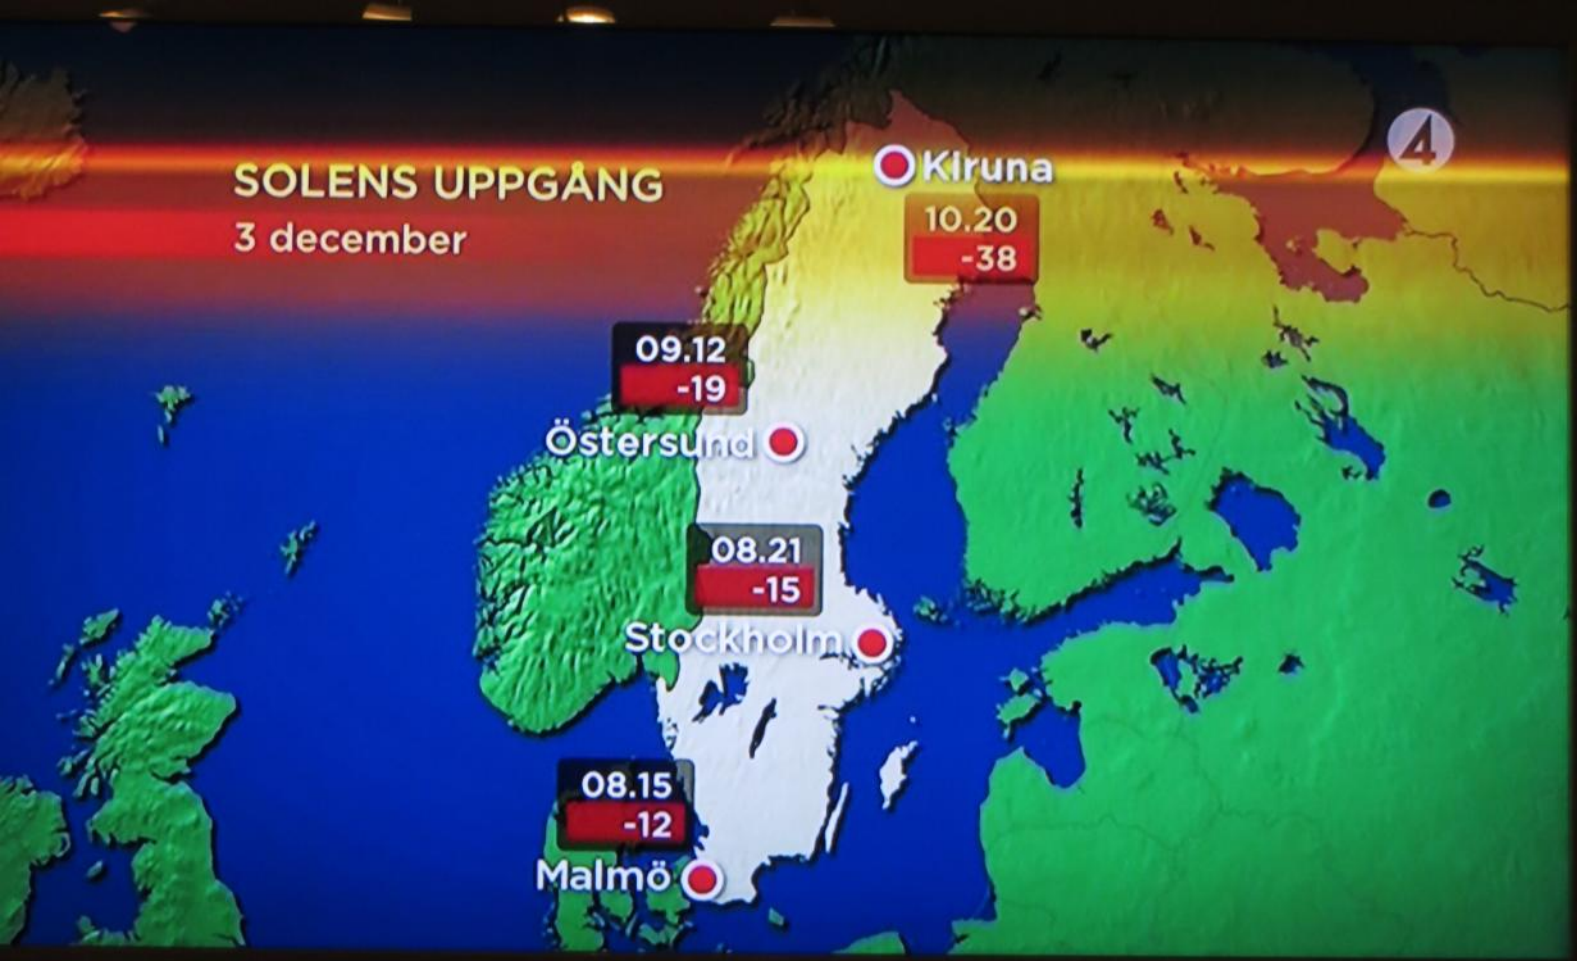 4
SOLENS UPPGÅNG
3 december
Kiruna
10.20
-38
09.12
-19
Östersund
08.21
-15
Stockholm
08.15
-12
Malmö